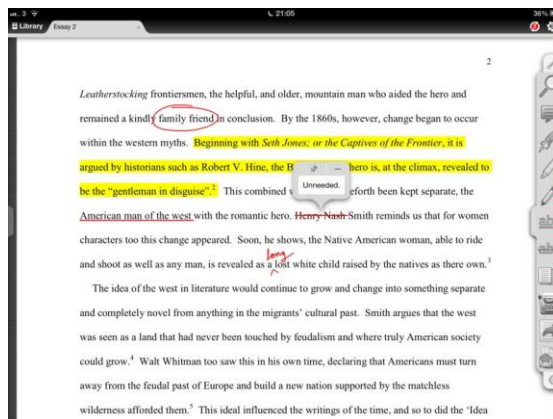 3
21:05
36%
Library
Essay 2
2
Leatherstocking frontiersmen, the helpful, and older, mountain man who aided the hero and
remained a kindly family friend in conclusion. By the 1860s, however, change began to occur
within the western myths. Beginning with Seth Jones; or the Captives of the Frontier, it is
argued by historians such as Robert V. Hine, the B hero is, at the climax, revealed to
be the “gentleman in disguise”.2 This combined eforth been kept separate, the
Unneeded.
American man of the west with the romantic hero. Henry Nash Smith reminds us that for women
characters too this change appeared. Soon, he shows, the Native American woman, able to ride
long
and shoot as well as any man, is revealed as a lost white child raised by the natives as there own.3
The idea of the west in literature would continue to grow and change into something separate
and completely novel from anything in the migrants’ cultural past. Smith argues that the west
was seen as a land that had never been touched by feudalism and where truly American society
could grow.4 Walt Whitman too saw this in his own time, declaring that Americans must turn
away from the feudal past of Europe and build a new nation supported by the matchless
wilderness afforded them.5 This ideal influenced the writings of the time, and so to did the ‘Idea